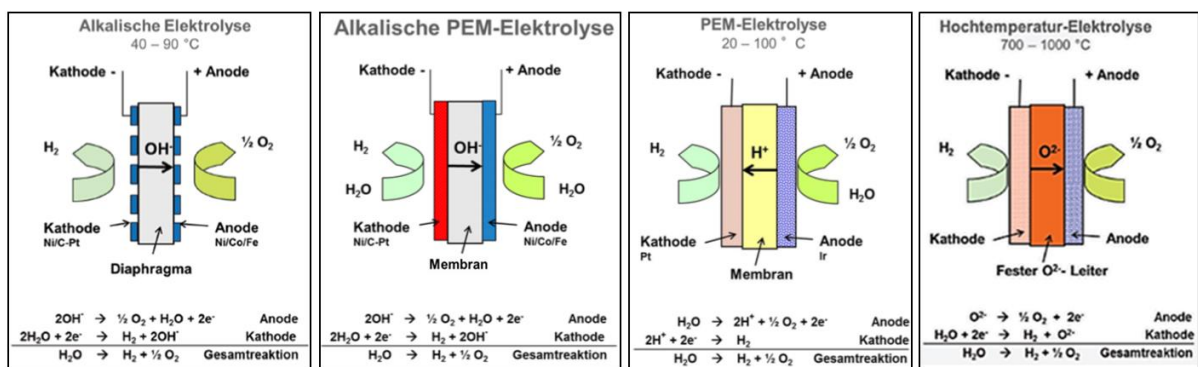 Alkalische Elektrolyse
40 – 90 °C
Kathode -
+ Anode
OH-
H₂
½ O₂
Kathode
Ni/C-Pt
Anode
Ni/Co/Fe
Diaphragma
2OH- → ½ O₂ + H₂O + 2e- Anode
2H₂O + 2e- → H₂ + 2OH- Kathode
H₂O → H₂ + ½ O₂ Gesamtreaktion
Alkalische PEM-Elektrolyse
Kathode -
+ Anode
OH-
H₂
½ O₂
H₂O
H₂O
Kathode
Ni/C-Pt
Anode
Ni/Co/Fe
Membran
2OH- → ½ O₂ + H₂O + 2e- Anode
2H₂O + 2e- → H₂ + 2OH- Kathode
H₂O → H₂ + ½ O₂ Gesamtreaktion
PEM-Elektrolyse
20 – 100 ° C
Kathode -
+ Anode
H⁺
H₂
½ O₂
H₂O
Kathode
Pt
Anode
Ir
Membran
H₂O → 2H⁺ + ½ O₂ + 2e- Anode
2H⁺ + 2e- → H₂ Kathode
H₂O → H₂ + ½ O₂ Gesamtreaktion
Hochtemperatur-Elektrolyse
700 – 1000 °C
Kathode -
+ Anode
O²-
H₂
½ O₂
Kathode
Anode
Fester O²-- Leiter
O²- → ½ O₂ + 2e- Anode
H₂O + 2e- → H₂ + O²- Kathode
H₂O → H₂ + ½ O₂ Gesamtreaktion